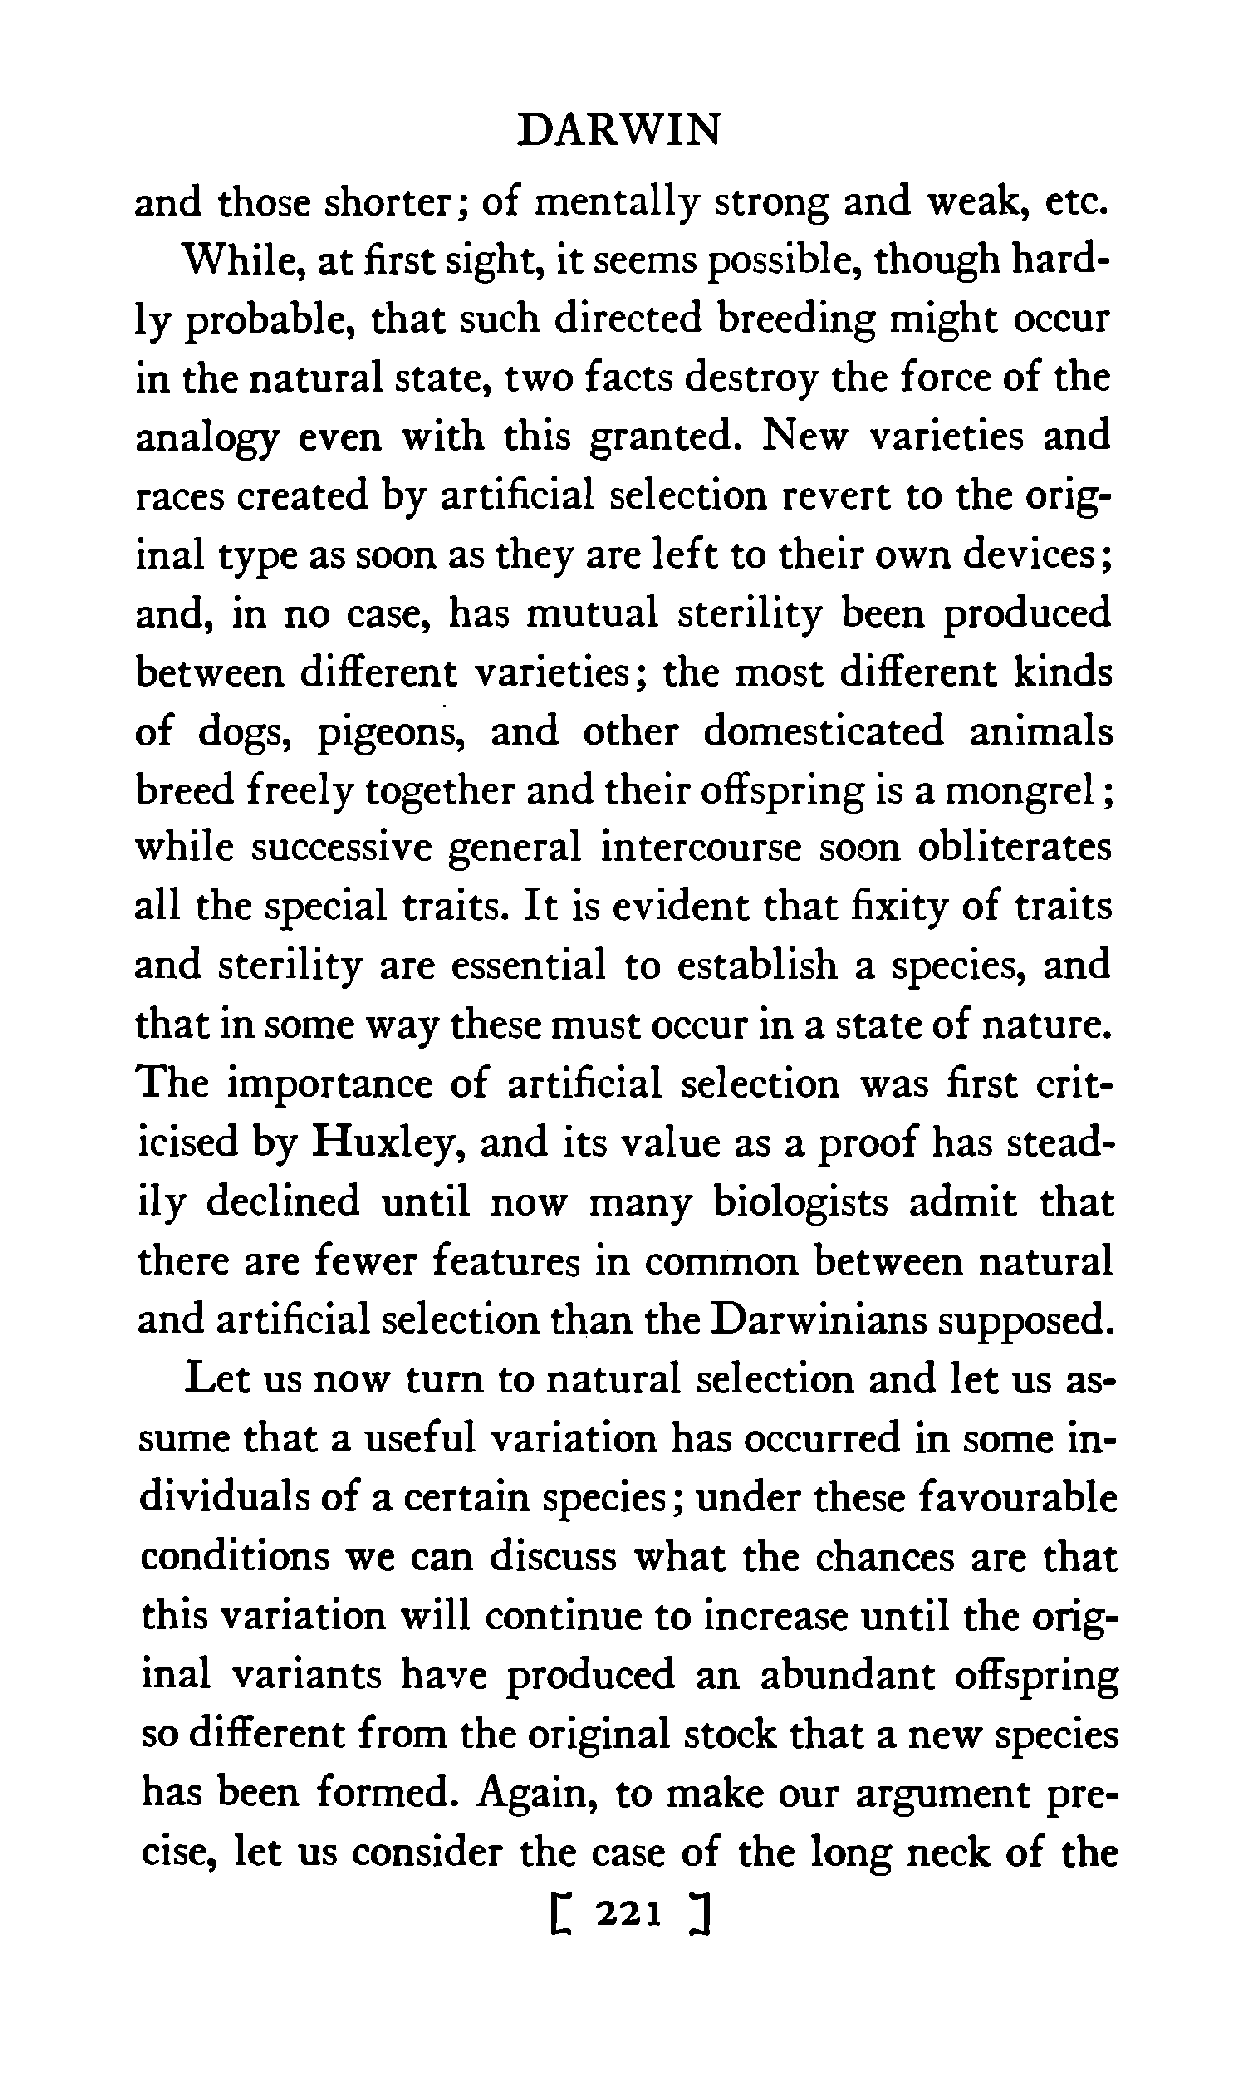 DARWIN
and those shorter; of mentally strong and weak, etc.
While, at first sight, it seems possible, though hard-
ly probable, that such directed breeding might occur
in the natural state, two facts destroy the force of the
analogy even with this granted. New varieties and
races created by artificial selection revert to the orig-
inal type as soon as they are left to their own devices;
and, in no case, has mutual sterility been produced
between different varieties; the most different kinds
of dogs, pigeons, and other domesticated animals
breed freely together and their offspring is a mongrel;
while successive general intercourse soon obliterates
all the special traits. It is evident that fixity of traits
and sterility are essential to establish a species, and
that in some way these must occur in a state of nature.
The importance of artificial selection was first crit-
icised by Huxley, and its value as a proof has stead-
ily declined until now many biologists admit that
there are fewer features in common between natural
and artificial selection than the Darwinians supposed.
Let us now turn to natural selection and let us as-
sume that a useful variation has occurred in some in-
dividuals of a certain species; under these favourable
conditions we can discuss what the chances are that
this variation will continue to increase until the orig-
inal variants have produced an abundant offspring
so different from the original stock that a new species
has been formed. Again, to make our argument pre-
cise, let us consider the case of the long neck of the
[ 221 ]